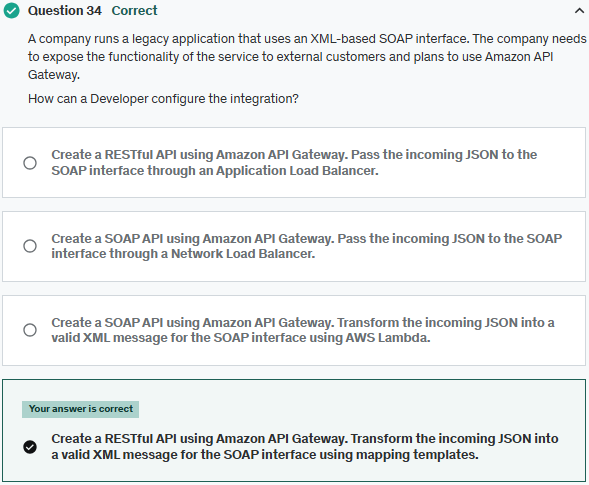 Question 34 Correct
A company runs a legacy application that uses an XML-based SOAP interface. The company needs
to expose the functionality of the service to external customers and plans to use Amazon API
Gateway.
How can a Developer configure the integration?
Create a RESTful API using Amazon API Gateway. Pass the incoming JSON to the
SOAP interface through an Application Load Balancer.
Create a SOAP API using Amazon API Gateway. Pass the incoming JSON to the SOAP
interface through a Network Load Balancer.
Create a SOAP API using Amazon API Gateway. Transform the incoming JSON into a
valid XML message for the SOAP interface using AWS Lambda.
Your answer is correct
Create a RESTful API using Amazon API Gateway. Transform the incoming JSON into
a valid XML message for the SOAP interface using mapping templates.